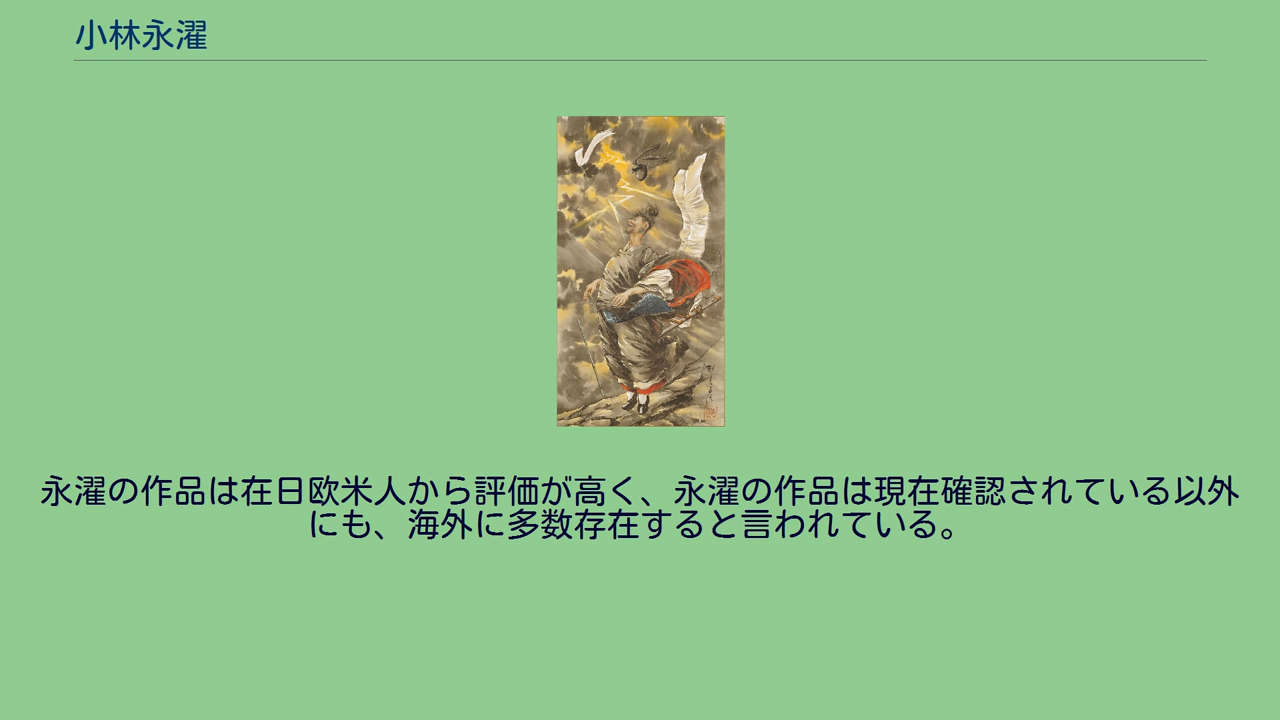 小林永濯
永濯の作品は在日欧米人から評価が高く、永濯の作品は現在確認されている以外
にも、海外に多数存在すると言われている。